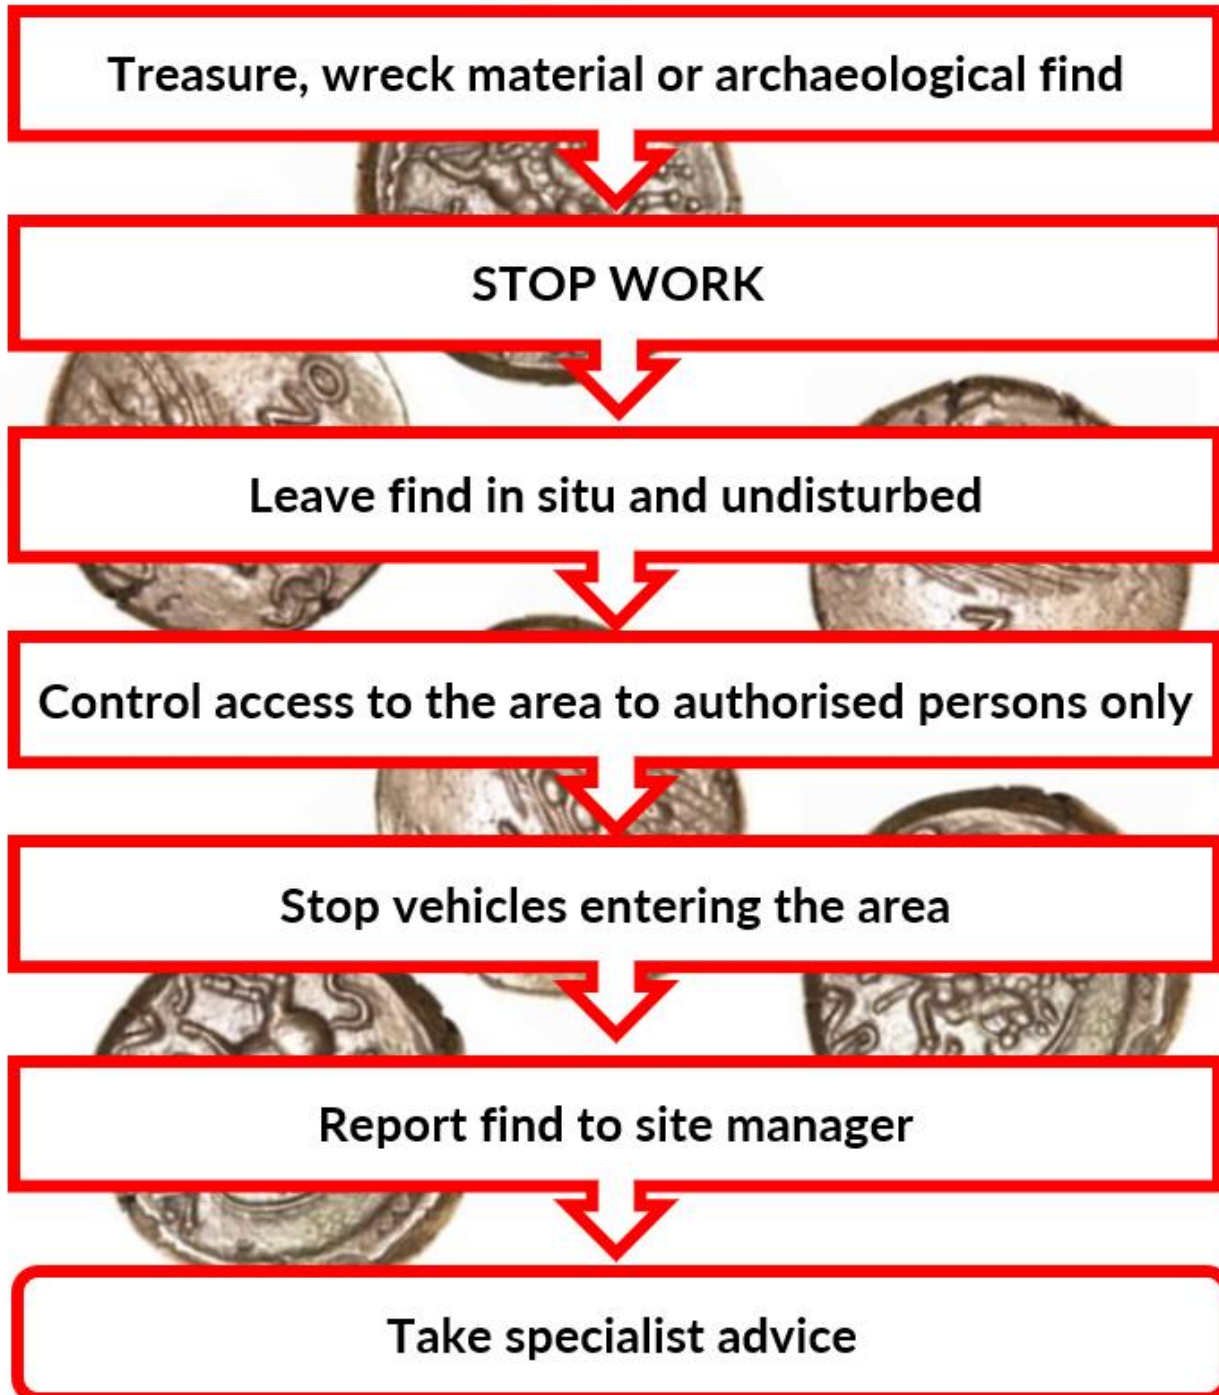 Treasure, wreck material or archaeological find
STOP WORK
Leave find in situ and undisturbed
Control access to the area to authorised persons only
Stop vehicles entering the area
Report find to site manager
Take specialist advice